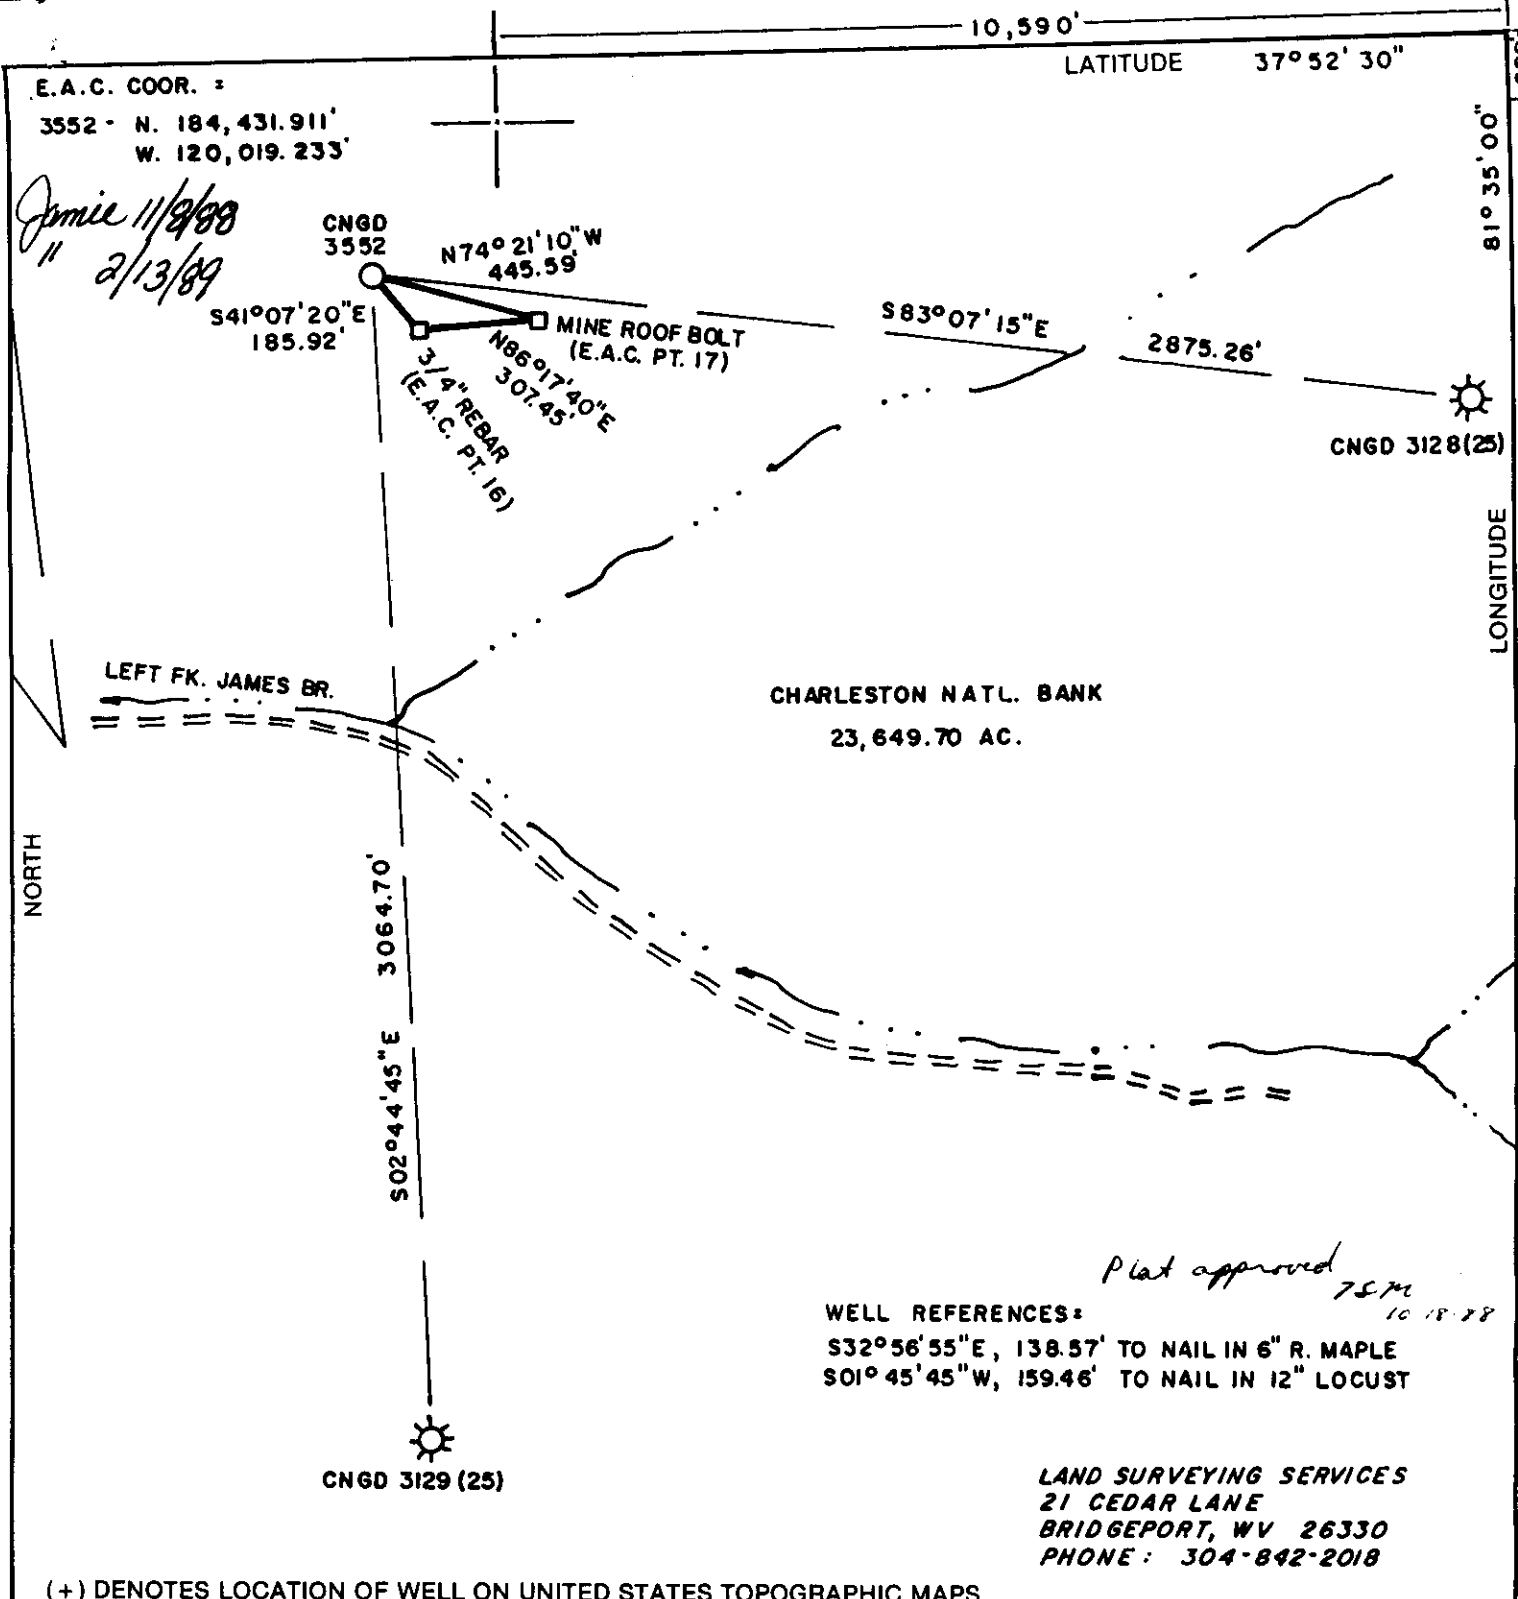 10,590'
LATITUDE 37°52'30"
E.A.C. COOR. :
3552 - N. 184,431.911'
W. 120,019.233'
81°35'00"
Jamie 11/8/88
" 2/13/89
CNGD
3552
N74°21'10"W
445.59'
S41°07'20"E
185.92'
MINE ROOF BOLT
(E.A.C. PT. 17)
N86°17'40"E
307.45'
3/4" REBAR
(E.A.C. PT. 16)
S83°07'15"E
2875.26'
CNGD 3128(25)
LONGITUDE
LEFT FK. JAMES BR.
CHARLESTON NATL. BANK
23,649.70 AC.
NORTH
S02°44'45"E 3064.70'
Plat approved
10-18-88
WELL REFERENCES:
S32°56'55"E, 138.57' TO NAIL IN 6" R. MAPLE
S01°45'45"W, 159.46' TO NAIL IN 12" LOCUST
CNGD 3129 (25)
LAND SURVEYING SERVICES
21 CEDAR LANE
BRIDGEPORT, WV 26330
PHONE: 304-842-2018
(+) DENOTES LOCATION OF WELL ON UNITED STATES TOPOGRAPHIC MAPS